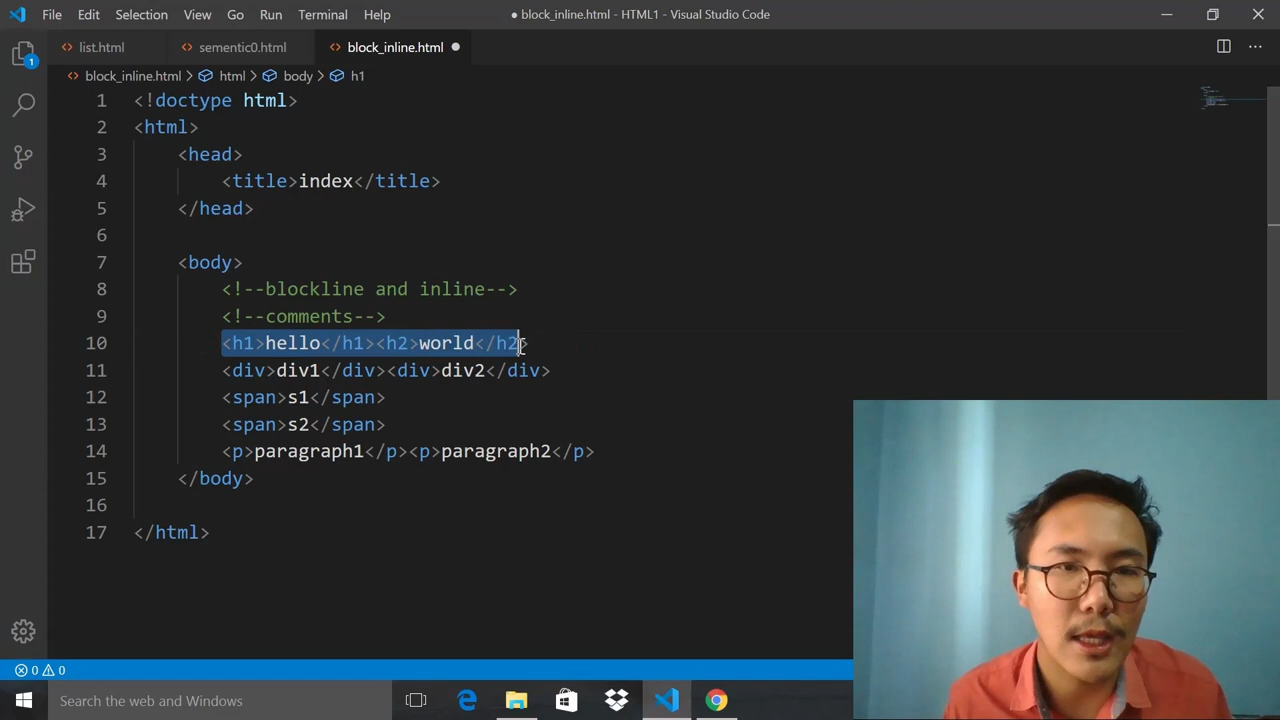 File Edit Selection View Go Run Terminal Help
● block_inline.html - HTML1 - Visual Studio Code
list.html sementic0.html block_inline.html
block_inline.html > html > body > h1
1 <!doctype html>
2 <html>
3 <head>
4 <title>index</title>
5 </head>
6
7 <body>
8 <!--blockline and inline-->
9 <!--comments-->
10 <h1>hello</h1><h2>world</h2>
11 <div>div1</div><div>div2</div>
12 <span>s1</span>
13 <span>s2</span>
14 <p>paragraph1</p><p>paragraph2</p>
15 </body>
16
17 </html>
1
0 0
Search the web and Windows